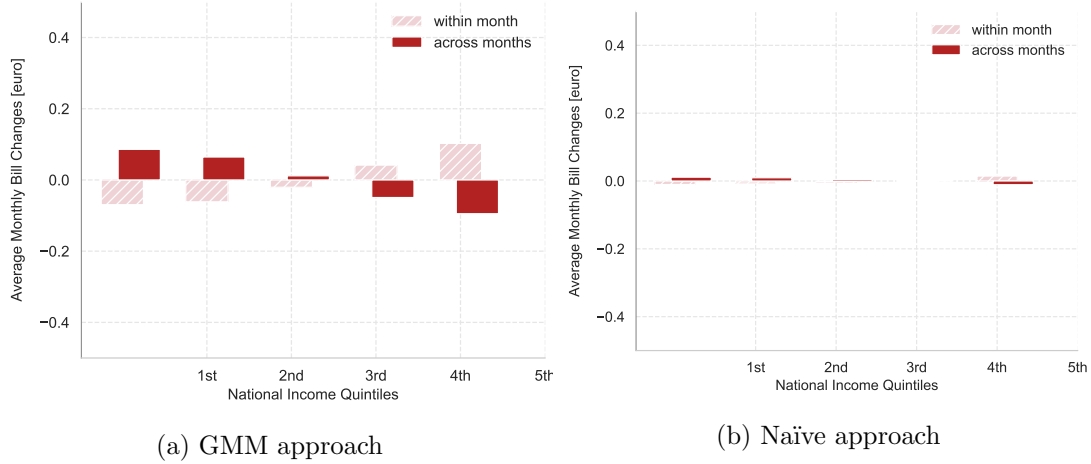 within month
across months
0.4
0.2
0.0
−0.2
−0.4
Average Monthly Bill Changes [euro]
1st 2nd 3rd 4th 5th
National Income Quintiles
(a) GMM approach
within month
across months
0.4
0.2
0.0
−0.2
−0.4
Average Monthly Bill Changes [euro]
1st 2nd 3rd 4th 5th
National Income Quintiles
(b) Naïve approach